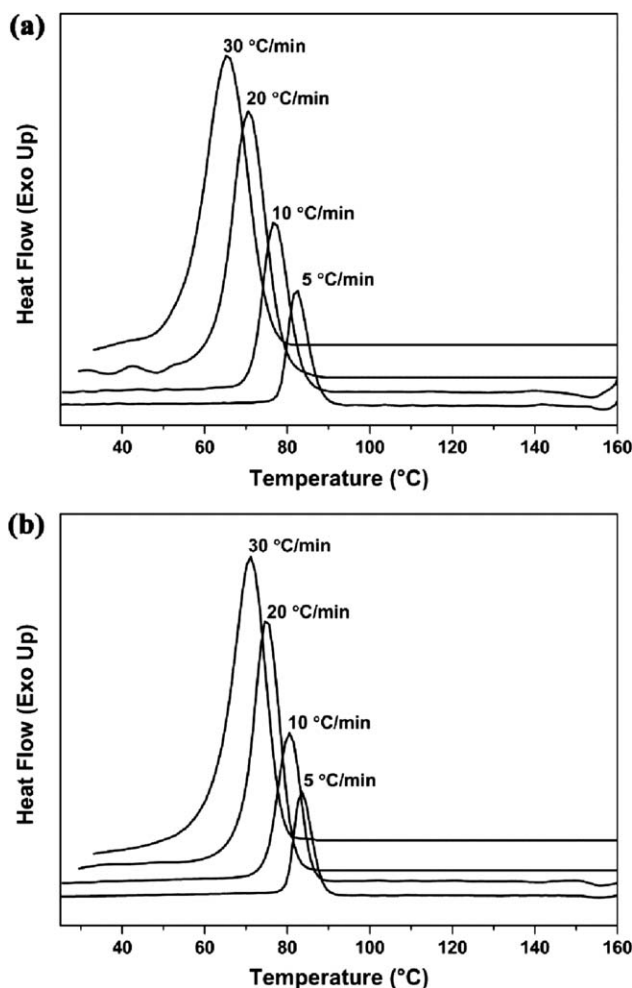 (a)
30 °C/min
20 °C/min
10 °C/min
5 °C/min
Heat Flow (Exo Up)
40 60 80 100 120 140 160
Temperature (°C)
(b)
30 °C/min
20 °C/min
10 °C/min
5 °C/min
Heat Flow (Exo Up)
40 60 80 100 120 140 160
Temperature (°C)